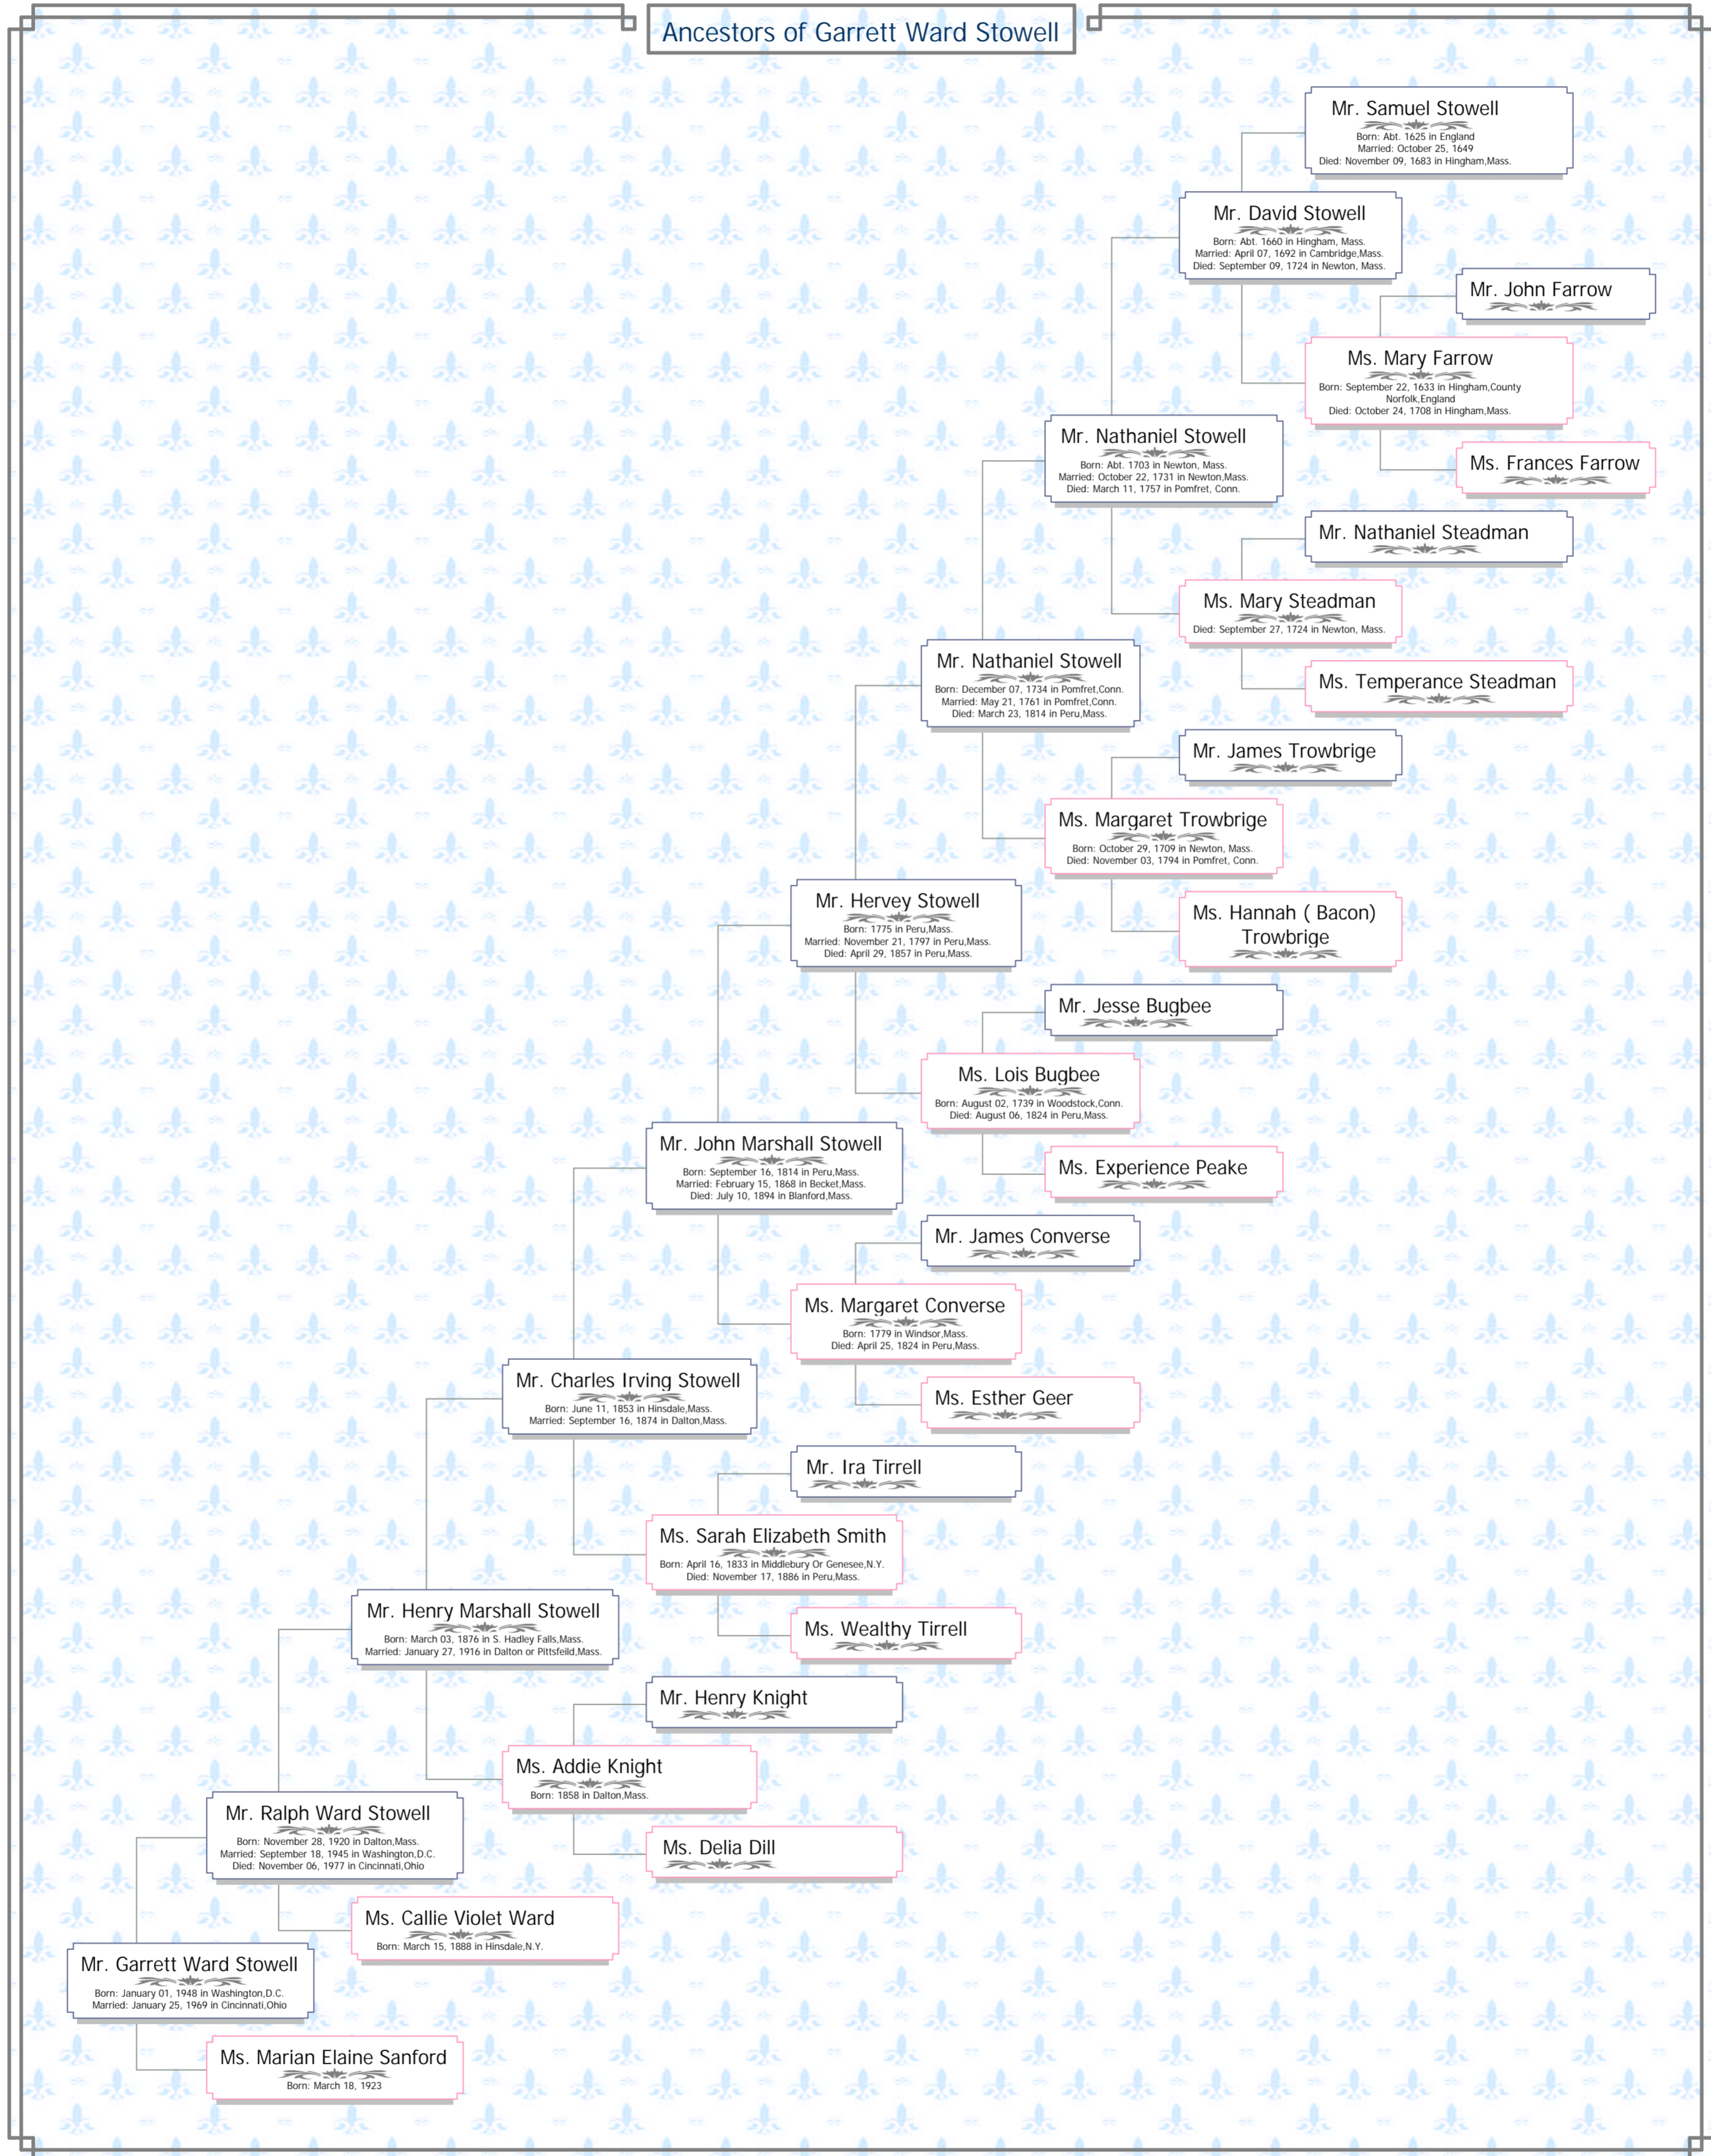 Ancestors of Garrett Ward Stowell
Mr. Samuel Stowell
Born: Abt. 1625 in England
Married: October 25, 1649
Died: November 09, 1683 in Hingham,Mass.
Mr. David Stowell
Born: Abt. 1660 in Hingham, Mass.
Married: April 07, 1692 in Cambridge,Mass.
Died: September 09, 1724 in Newton, Mass.
Mr. John Farrow
Ms. Mary Farrow
Born: September 22, 1633 in Hingham,County
Norfolk,England
Died: October 24, 1708 in Hingham,Mass.
Mr. Nathaniel Stowell
Born: Abt. 1703 in Newton, Mass.
Married: October 22, 1731 in Newton,Mass.
Died: March 11, 1757 in Pomfret, Conn.
Ms. Frances Farrow
Mr. Nathaniel Steadman
Ms. Mary Steadman
Died: September 27, 1724 in Newton, Mass.
Mr. Nathaniel Stowell
Born: December 07, 1734 in Pomfret,Conn.
Married: May 21, 1761 in Pomfret,Conn.
Died: March 23, 1814 in Peru,Mass.
Ms. Temperance Steadman
Mr. James Trowbrige
Ms. Margaret Trowbrige
Born: October 29, 1709 in Newton, Mass.
Died: November 03, 1794 in Pomfret, Conn.
Mr. Hervey Stowell
Born: 1775 in Peru,Mass.
Married: November 21, 1797 in Peru,Mass.
Died: April 29, 1857 in Peru,Mass.
Ms. Hannah ( Bacon)
Trowbrige
Mr. Jesse Bugbee
Ms. Lois Bugbee
Born: August 02, 1739 in Woodstock,Conn.
Died: August 06, 1824 in Peru,Mass.
Mr. John Marshall Stowell
Born: September 16, 1814 in Peru,Mass.
Married: February 15, 1868 in Becket,Mass.
Died: July 10, 1894 in Blanford,Mass.
Ms. Experience Peake
Mr. James Converse
Ms. Margaret Converse
Born: 1779 in Windsor,Mass.
Died: April 25, 1824 in Peru,Mass.
Mr. Charles Irving Stowell
Born: June 11, 1853 in Hinsdale,Mass.
Married: September 16, 1874 in Dalton,Mass.
Ms. Esther Geer
Mr. Ira Tirrell
Ms. Sarah Elizabeth Smith
Born: April 16, 1833 in Middlebury Or Genesee,N.Y.
Died: November 17, 1886 in Peru,Mass.
Mr. Henry Marshall Stowell
Born: March 03, 1876 in S. Hadley Falls,Mass.
Married: January 27, 1916 in Dalton or Pittsfeild,Mass.
Ms. Wealthy Tirrell
Mr. Henry Knight
Ms. Addie Knight
Born: 1858 in Dalton,Mass.
Mr. Ralph Ward Stowell
Born: November 28, 1920 in Dalton,Mass.
Married: September 18, 1945 in Washington,D.C.
Died: November 06, 1977 in Cincinnati,Ohio
Ms. Delia Dill
Ms. Callie Violet Ward
Born: March 15, 1888 in Hinsdale,N.Y.
Mr. Garrett Ward Stowell
Born: January 01, 1948 in Washington,D.C.
Married: January 25, 1969 in Cincinnati,Ohio
Ms. Marian Elaine Sanford
Born: March 18, 1923